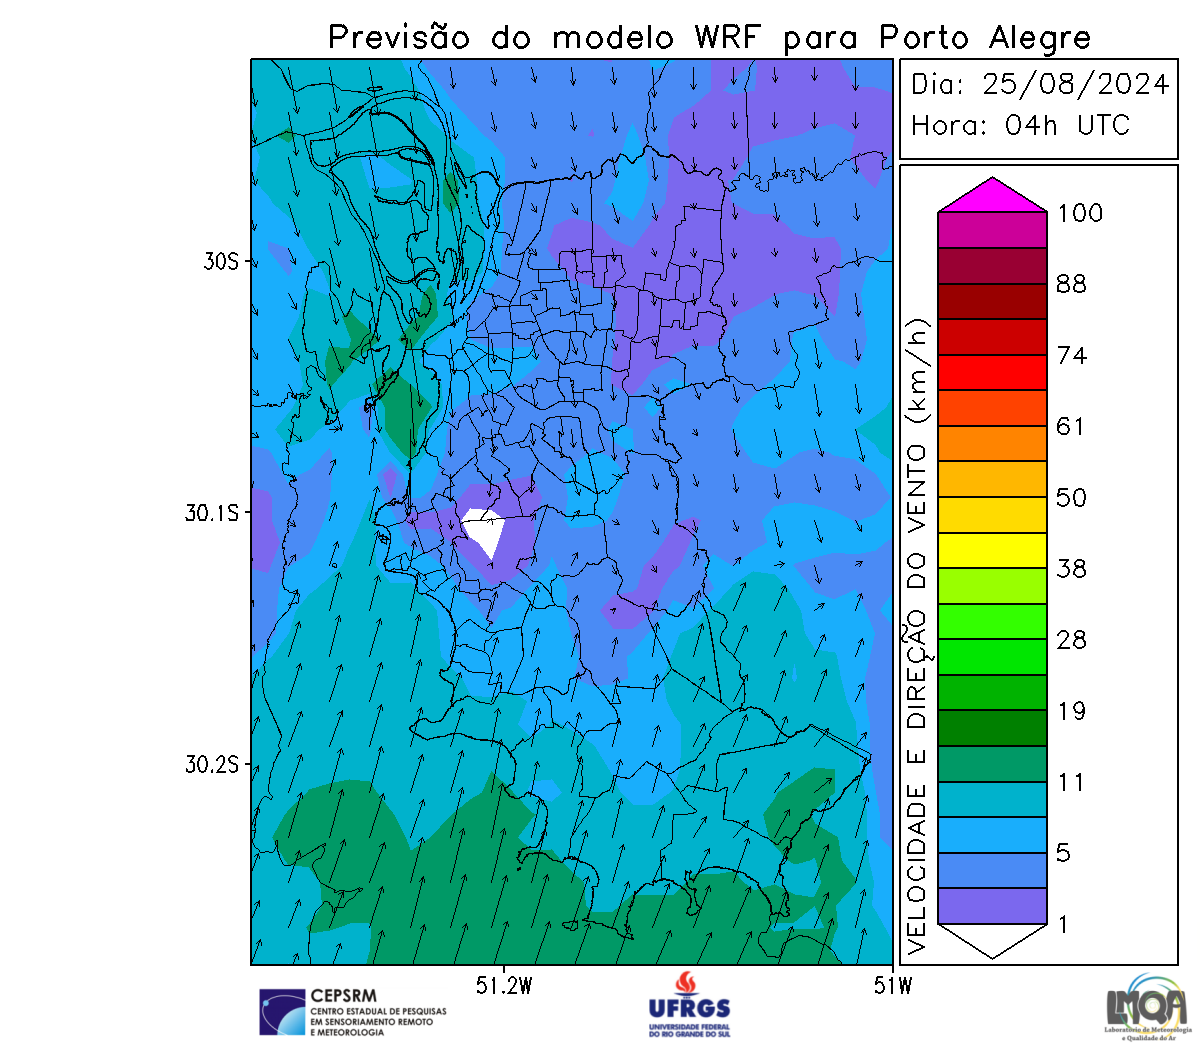 Previsão do modelo WRF para Porto Alegre
Dia: 25/08/2024
Hora: 04h UTC
30S
30.1S
30.2S
51.2W
51W
VELOCIDADE E DIREÇÃO DO VENTO (km/h)
100
88
74
61
50
38
28
19
11
5
1
CEPSRM
CENTRO ESTADUAL DE PESQUISAS
EM SENSORIAMENTO REMOTO
E METEOROLOGIA
UFRGS
UNIVERSIDADE FEDERAL
DO RIO GRANDE DO SUL
LMQA
Laboratório de Meteorologia
e Qualidade do Ar